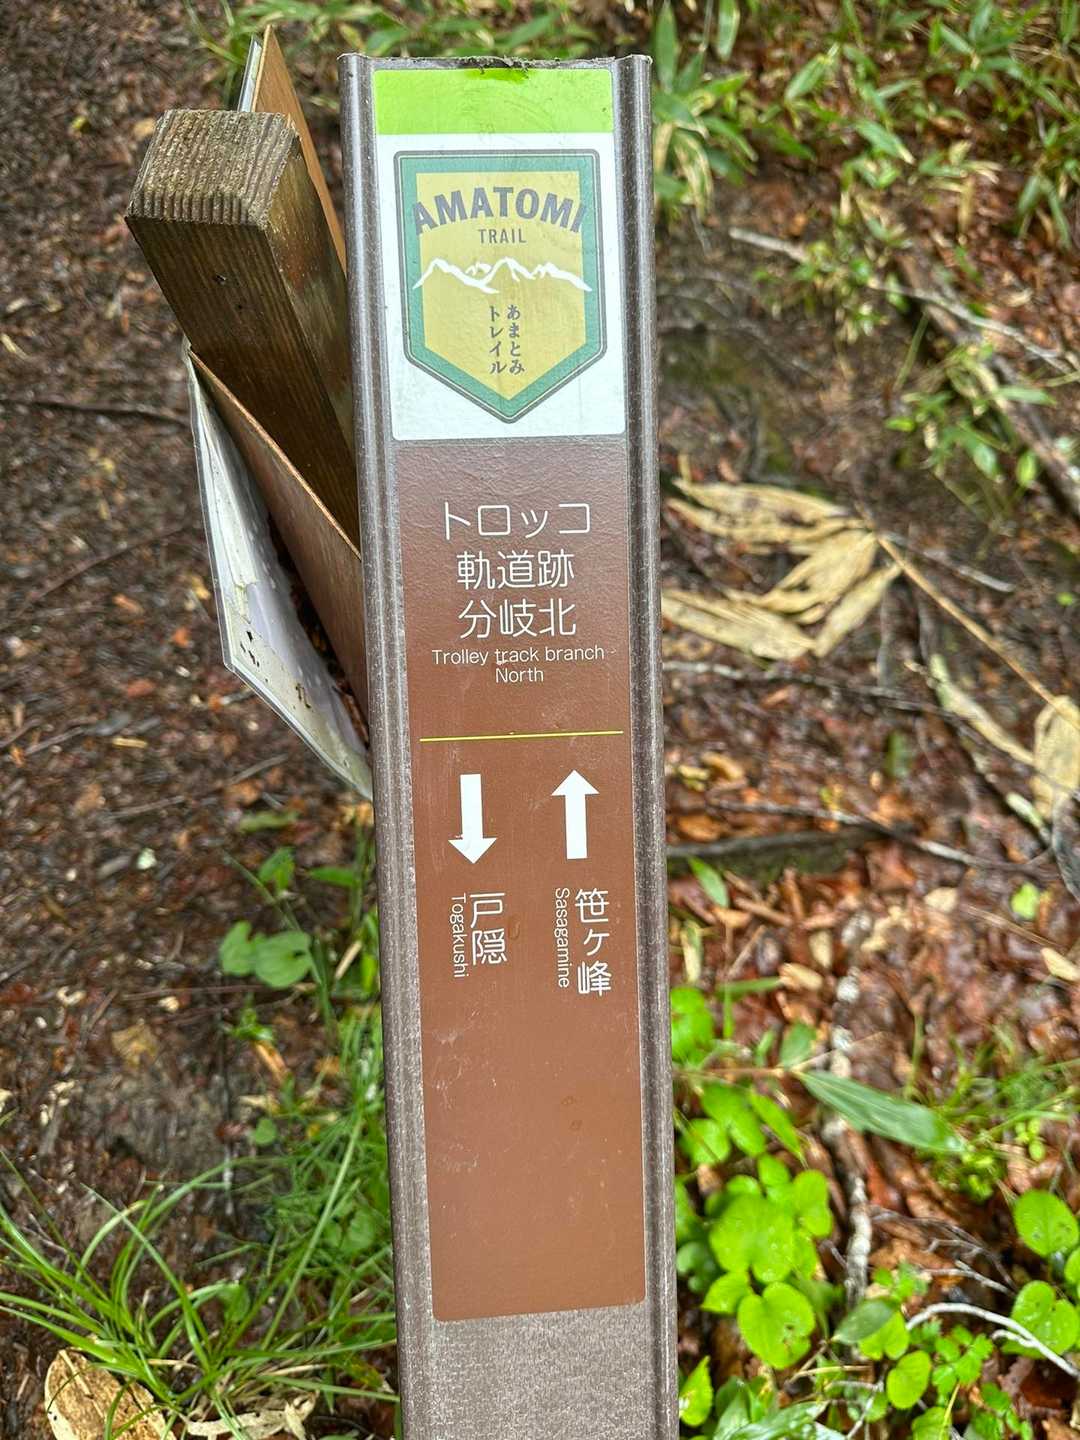 AMATOMI
TRAIL
あまとみ
トレイル
トロッコ
軌道跡
分岐北
Trolley track branch
North
戸隠
Togakushi
笹ヶ峰
Sasagamine